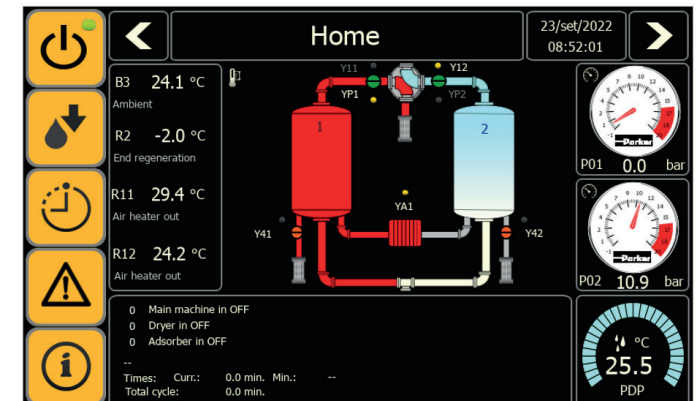 Home
23/set/2022
08:52:01
B3 24.1 °C
Ambient
R2 -2.0 °C
End regeneration
R11 29.4 °C
Air heater out
R12 24.2 °C
Air heater out
Y11
Y12
YP1
YP2
1
2
YA1
Y41
Y42
Parker
P01 0.0 bar
Parker
P02 10.9 bar
0 Main machine in OFF
0 Dryer in OFF
0 Adsorber in OFF
--
Times: Curr.: 0.0 min. Min.: --
Total cycle: 0.0 min.
°C
25.5
PDP